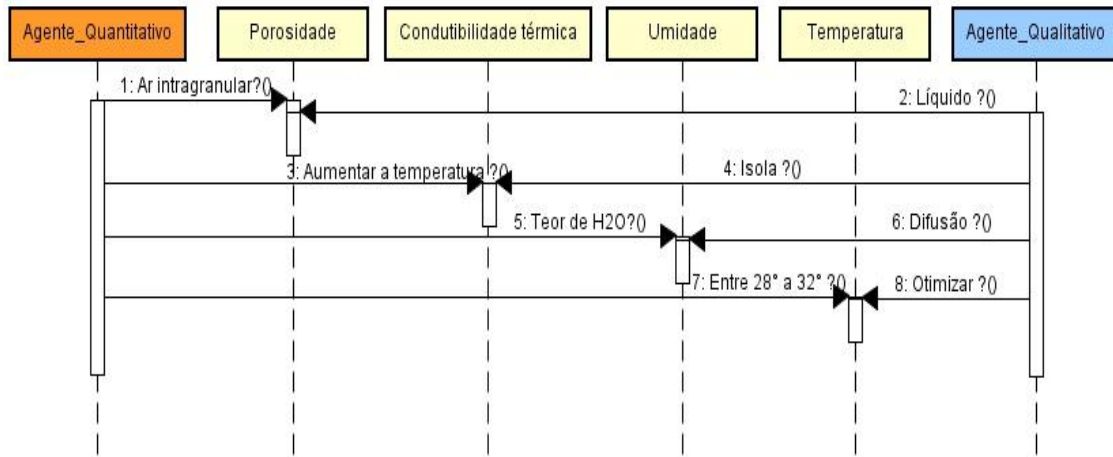 Agente_Quantitativo
Porosidade
Condutibilidade térmica
Umidade
Temperatura
Agente_Qualitativo
1: Ar intragranular?()
2: Líquido ?()
3: Aumentar a temperatura ?()
4: Isola ?()
5: Teor de H2O?()
6: Difusão ?()
7: Entre 28° a 32° ?()
8: Otimizar ?()